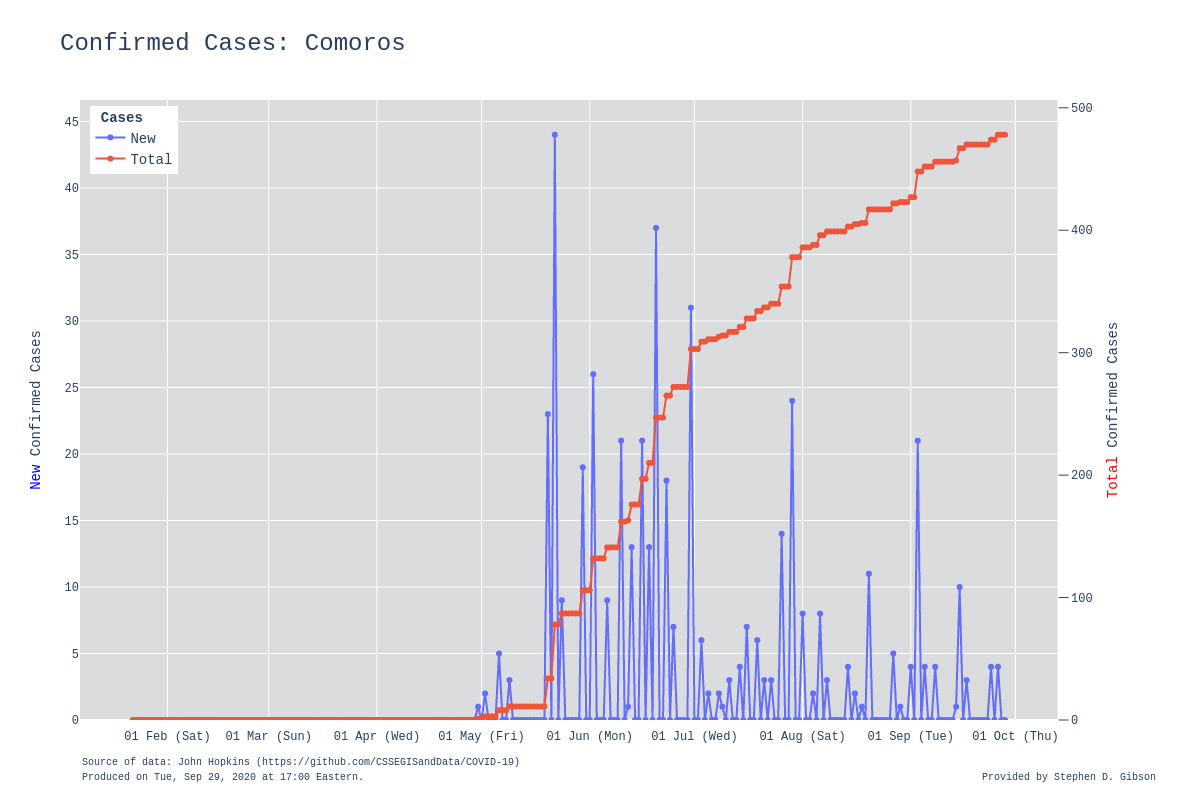 Confirmed Cases: Comoros
Cases
New
Total
45
40
35
30
25
20
15
10
5
0
500
400
300
200
100
0
New Confirmed Cases
Total Confirmed Cases
01 Feb (Sat)
01 Mar (Sun)
01 Apr (Wed)
01 May (Fri)
01 Jun (Mon)
01 Jul (Wed)
01 Aug (Sat)
01 Sep (Tue)
01 Oct (Thu)
Source of data: John Hopkins (https://github.com/CSSEGISandData/COVID-19)
Produced on Tue, Sep 29, 2020 at 17:00 Eastern.
Provided by Stephen D. Gibson